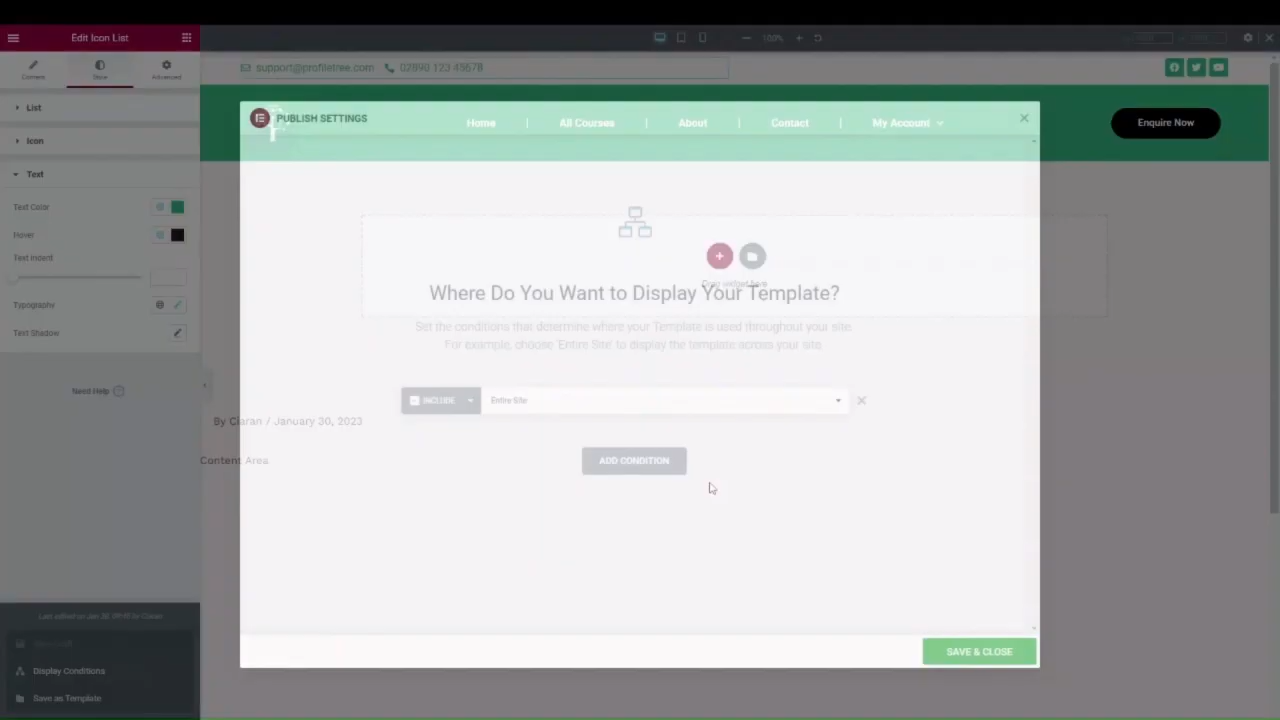 Edit Icon List
100%
Content
Style
Advanced
support@profiletree.com
02890 123 45678
List
PUBLISH SETTINGS
Home
All Courses
About
Contact
My Account
Enquire Now
Icon
Text
Text Color
Hover
Text Indent
Where Do You Want to Display Your Template?
Typography
Set the conditions that determine where your Template is used throughout your site.
Text Shadow
For example, choose 'Entire Site' to display the template across your site.
Need Help
INCLUDE
Entire Site
By Ciaran / January 30, 2023
Content Area
ADD CONDITION
SAVE & CLOSE
Display Conditions
Save as Template